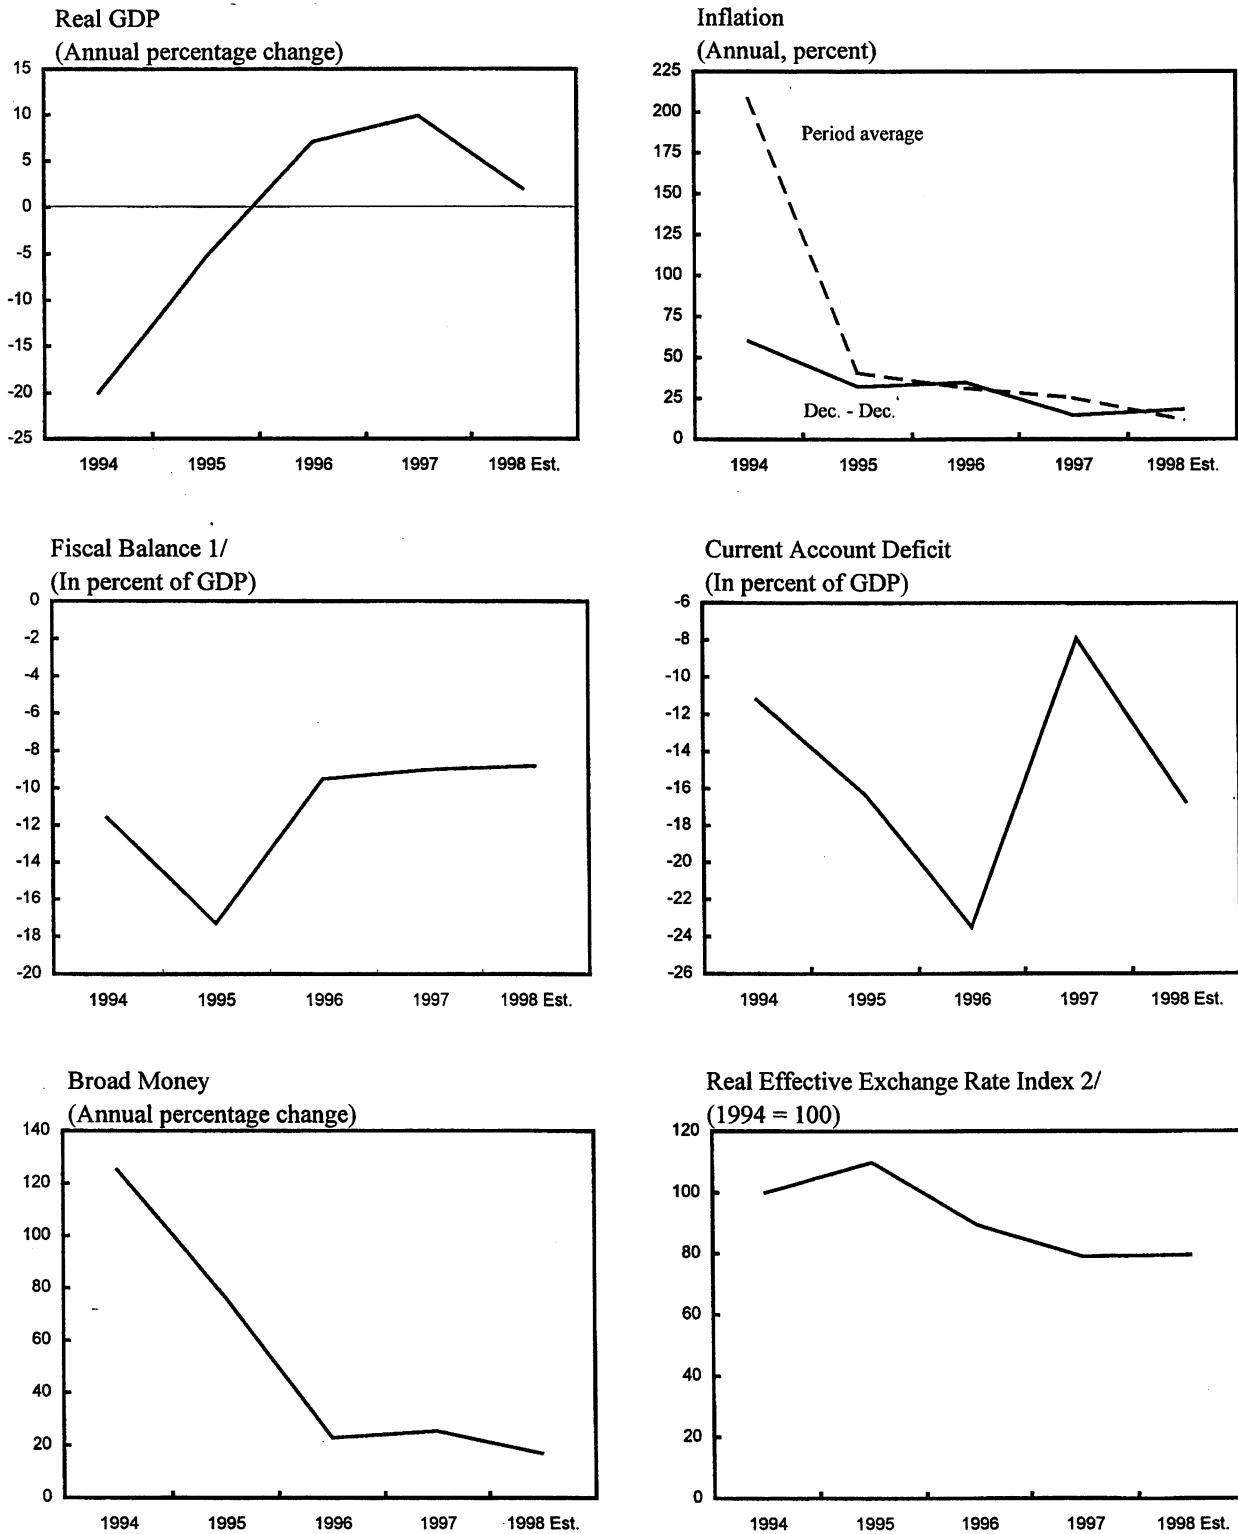 Real GDP
(Annual percentage change)
15
10
5
0
-5
-10
-15
-20
-25
1994 1995 1996 1997 1998 Est.
Inflation
(Annual, percent)
225
200
175
150
125
100
75
50
25
0
Period average
Dec. - Dec.
1994 1995 1996 1997 1998 Est.
Fiscal Balance 1/
(In percent of GDP)
0
-2
-4
-6
-8
-10
-12
-14
-16
-18
-20
1994 1995 1996 1997 1998 Est.
Current Account Deficit
(In percent of GDP)
-6
-8
-10
-12
-14
-16
-18
-20
-22
-24
-26
1994 1995 1996 1997 1998 Est.
Broad Money
(Annual percentage change)
140
120
100
80
60
40
20
0
1994 1995 1996 1997 1998 Est.
Real Effective Exchange Rate Index 2/
(1994 = 100)
120
100
80
60
40
20
0
1994 1995 1996 1997 1998 Est.